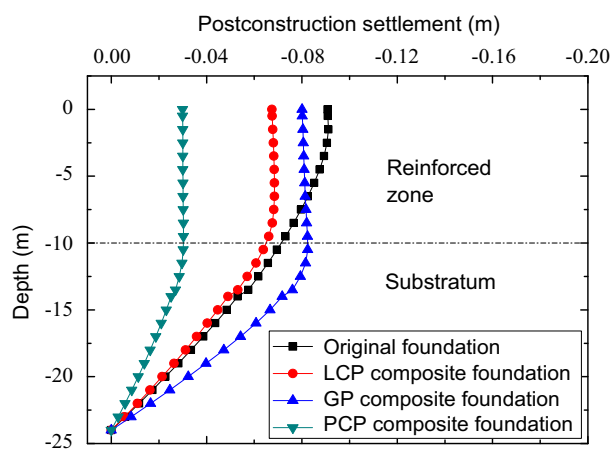 Postconstruction settlement (m)
0.00 -0.04 -0.08 -0.12 -0.16 -0.20
0
-5
-10
-15
-20
-25
Depth (m)
Reinforced
zone
Substratum
Original foundation
LCP composite foundation
GP composite foundation
PCP composite foundation